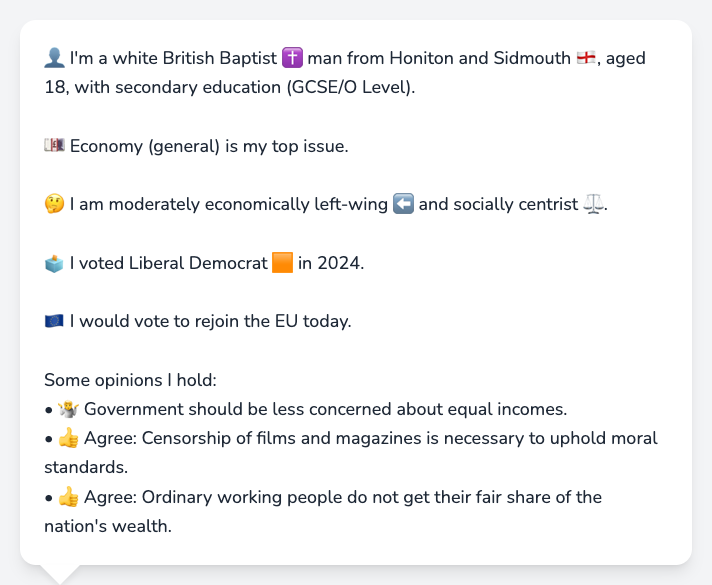 👤 I'm a white British Baptist ✝️ man from Honiton and Sidmouth 🏴󠁧󠁢󠁥󠁮󠁧󠁿, aged
18, with secondary education (GCSE/O Level).
💷 Economy (general) is my top issue.
🤔 I am moderately economically left-wing ⬅️ and socially centrist ⚖️.
🗳️ I voted Liberal Democrat 🟧 in 2024.
🇪🇺 I would vote to rejoin the EU today.
Some opinions I hold:
• 🤷 Government should be less concerned about equal incomes.
• 👍 Agree: Censorship of films and magazines is necessary to uphold moral
standards.
• 👍 Agree: Ordinary working people do not get their fair share of the
nation's wealth.